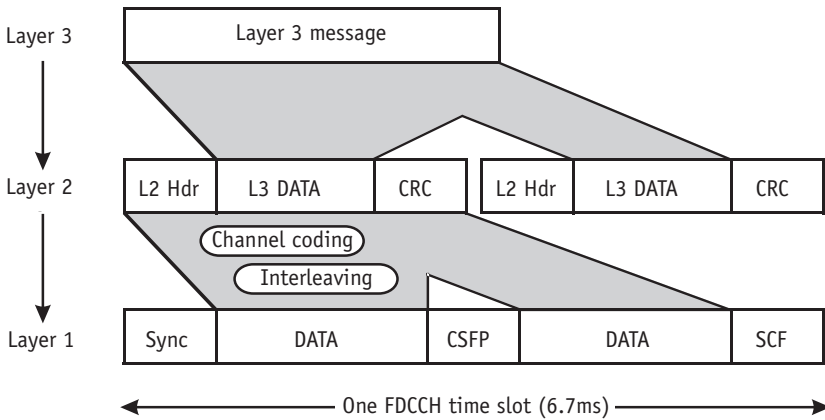 Layer 3
Layer 3 message
Layer 2
L2 Hdr
L3 DATA
CRC
L2 Hdr
L3 DATA
CRC
Channel coding
Interleaving
Layer 1
Sync
DATA
CSFP
DATA
SCF
One FDCCH time slot (6.7ms)